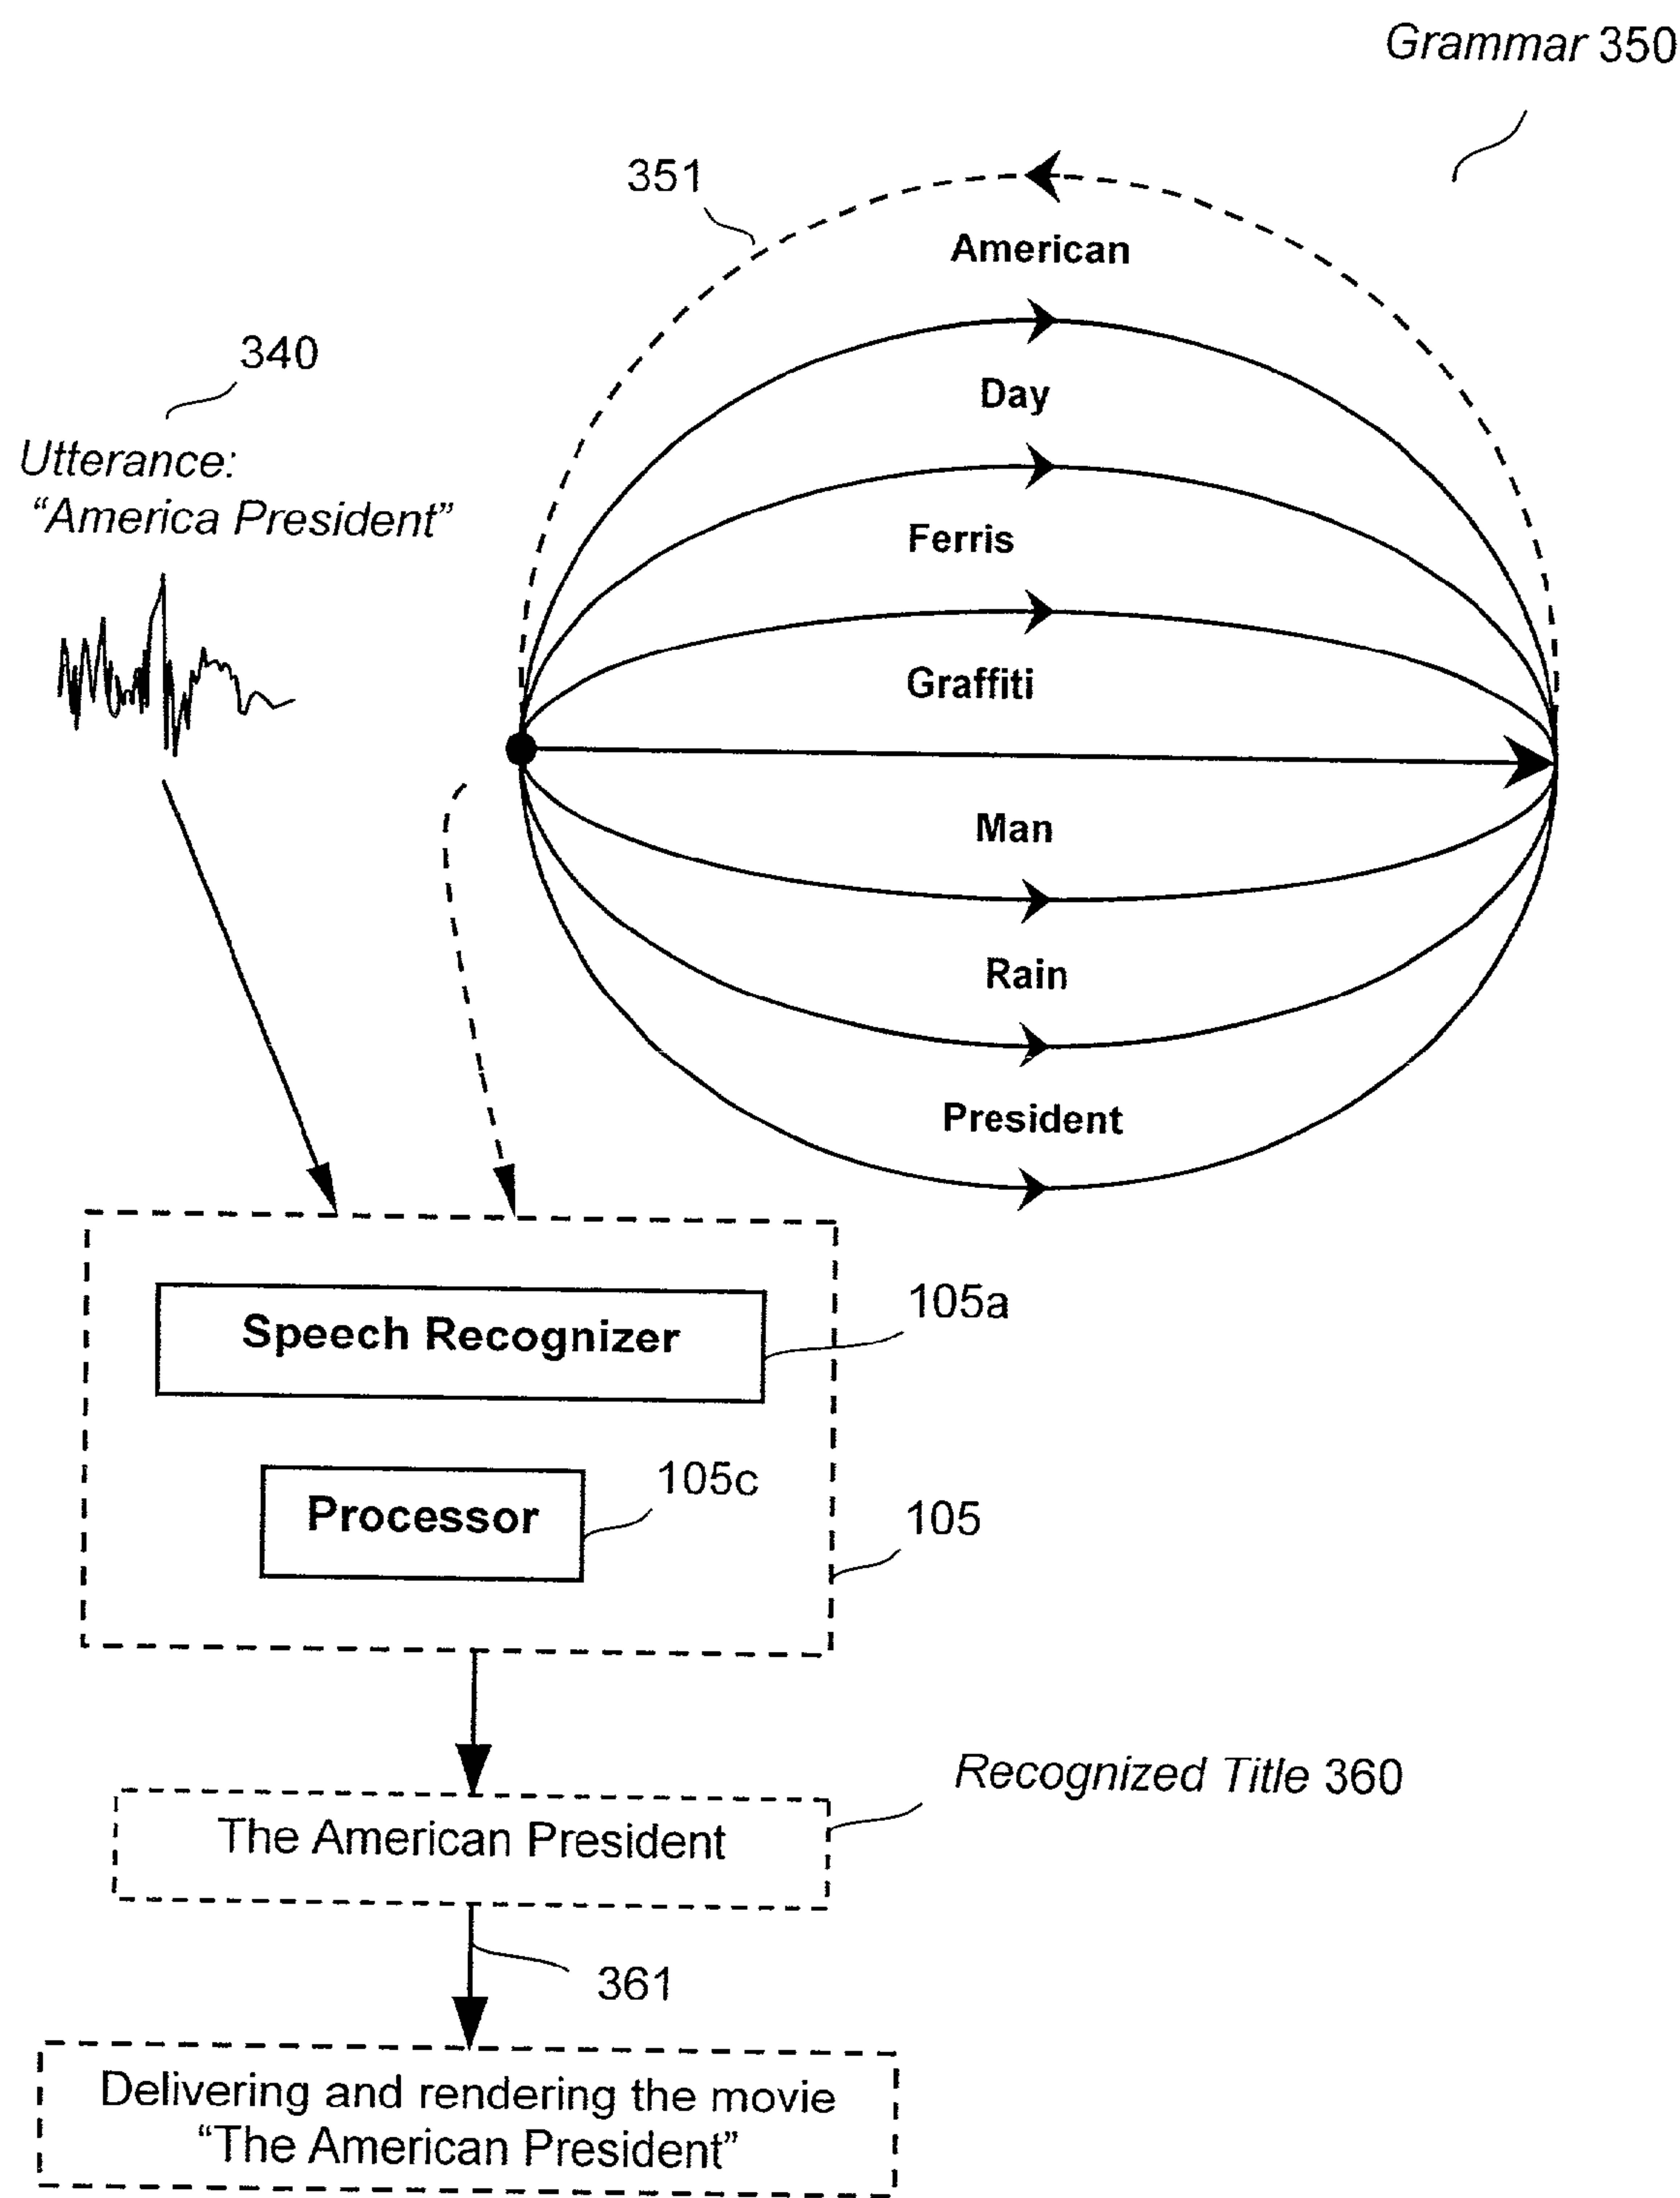 Grammar 350
351
American
340
Day
Utterance:
“America President”
Ferris
Graffiti
Man
Rain
President
Speech Recognizer
105a
Processor
105c
105
Recognized Title 360
The American President
361
Delivering and rendering the movie
“The American President”